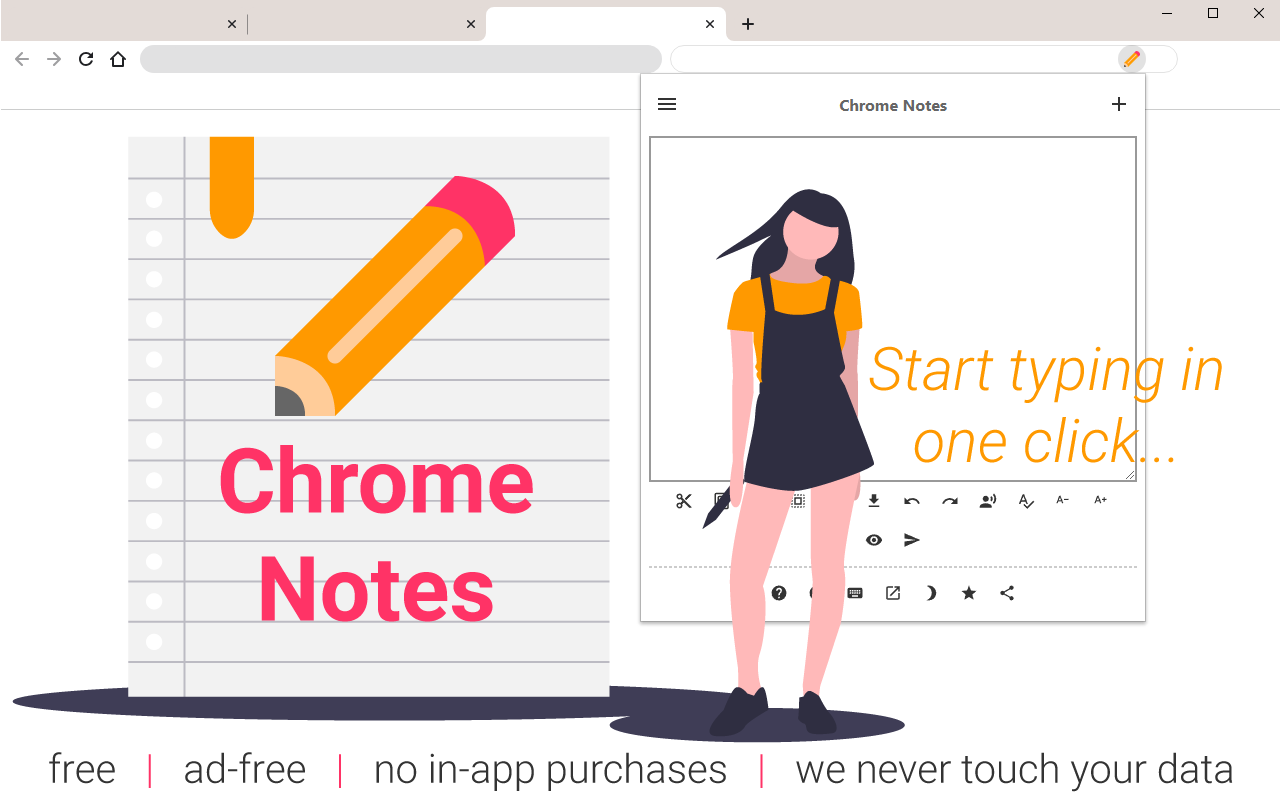 Chrome Notes
Start typing in
one click...
A- A+
Chrome
Notes
free | ad-free | no in-app purchases | we never touch your data